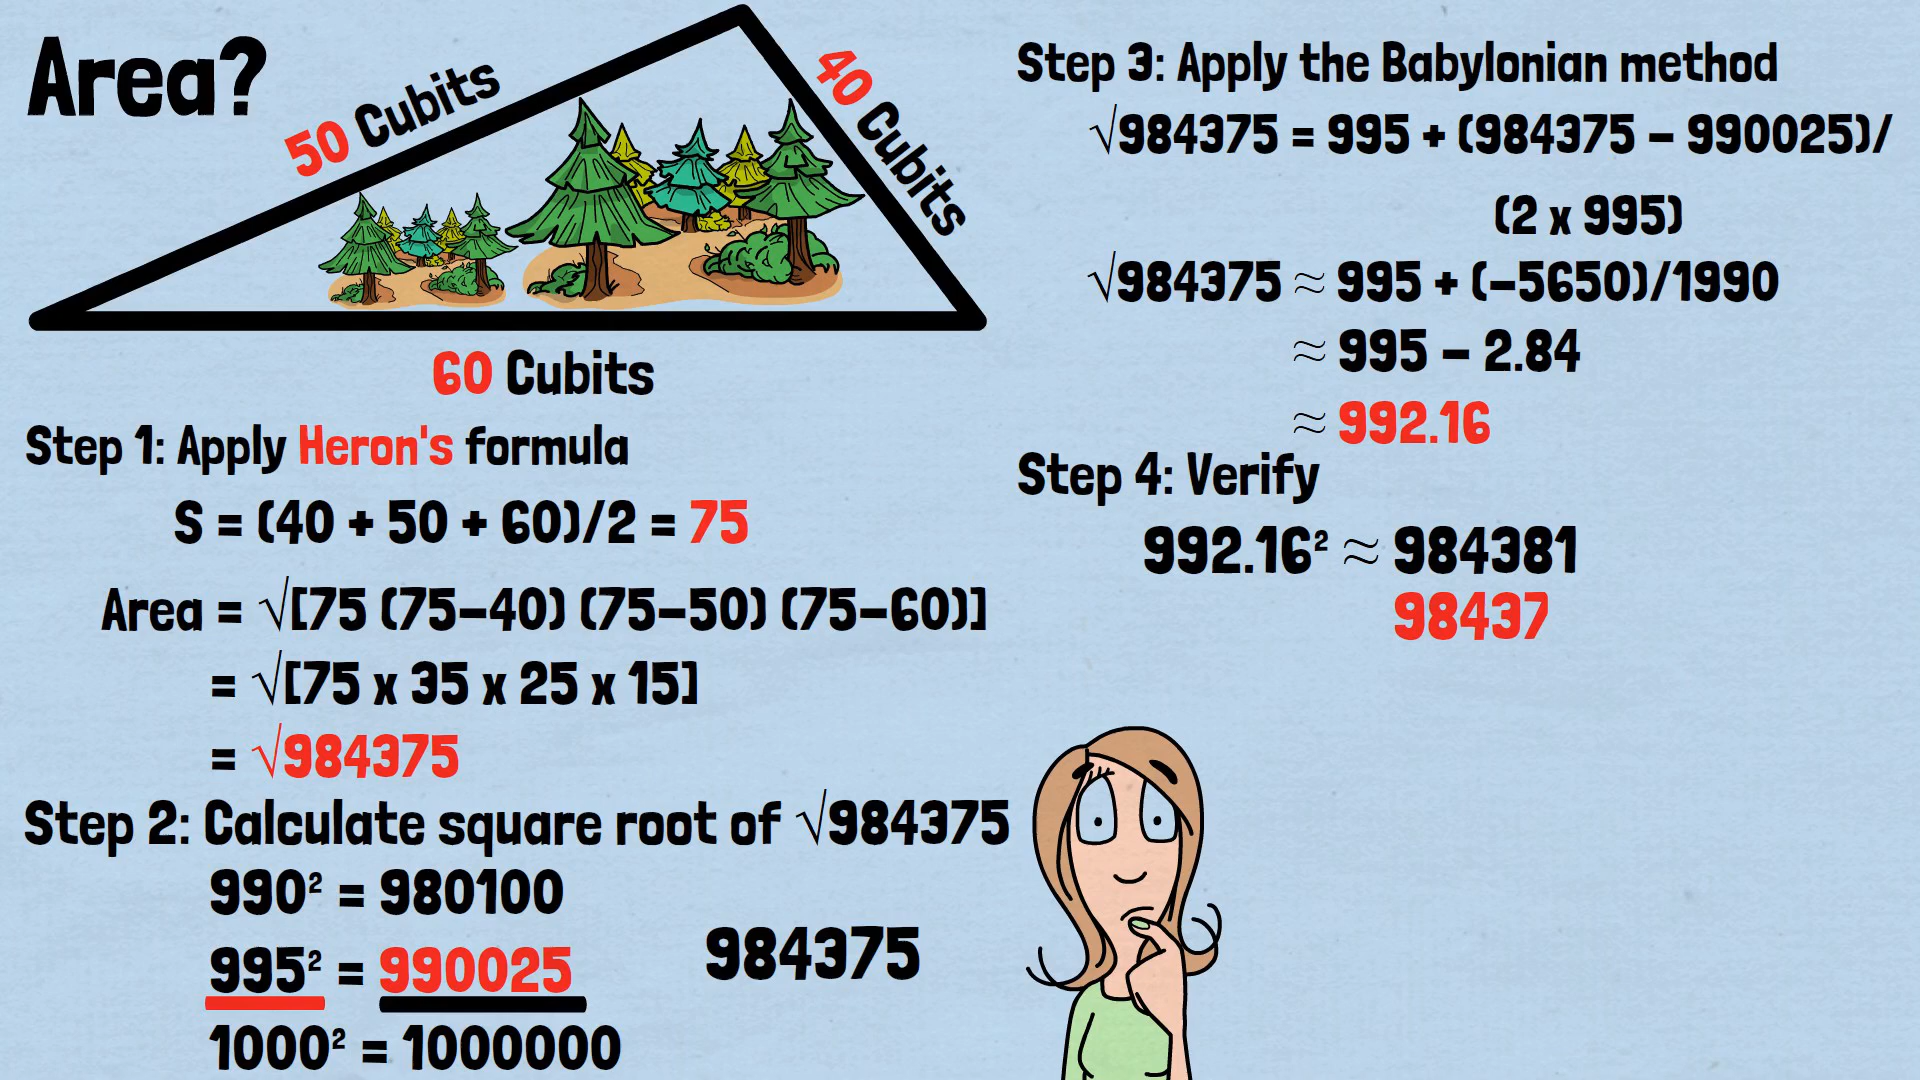 Area?
50 Cubits
40 Cubits
60 Cubits
Step 1: Apply Heron's formula
S = (40 + 50 + 60)/2 = 75
Area = √[75 (75–40) (75–50) (75–60)]
= √[75 x 35 x 25 x 15]
= √984375
Step 2: Calculate square root of √984375
990² = 980100
995² = 990025
1000² = 1000000
984375
Step 3: Apply the Babylonian method
√984375 = 995 + (984375 – 990025)/
(2 x 995)
√984375 ≈ 995 + (–5650)/1990
≈ 995 – 2.84
≈ 992.16
Step 4: Verify
992.16² ≈ 984381
98437